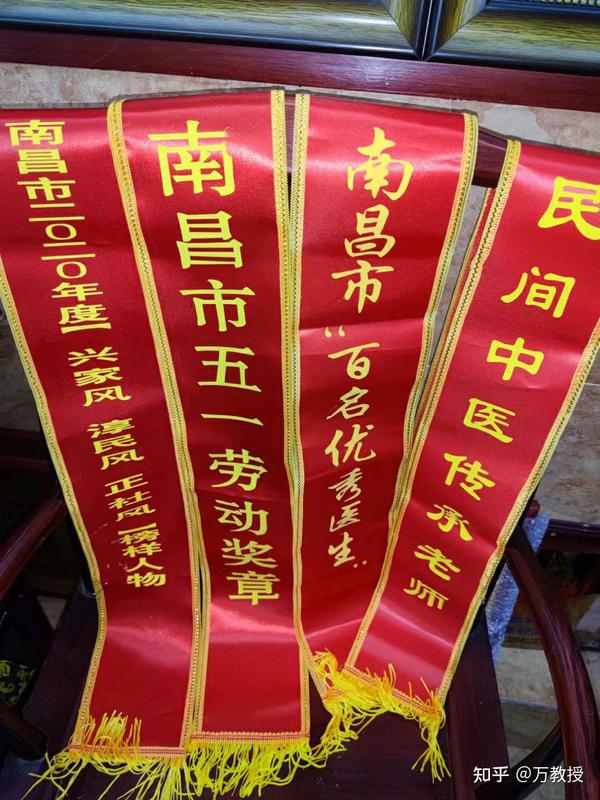 南昌市二〇二〇年度“兴家风 淳民风 正社风”榜样人物
南昌市五一劳动奖章
南昌市“百名优秀医生”
民间中医传承老师
知乎 @万教授